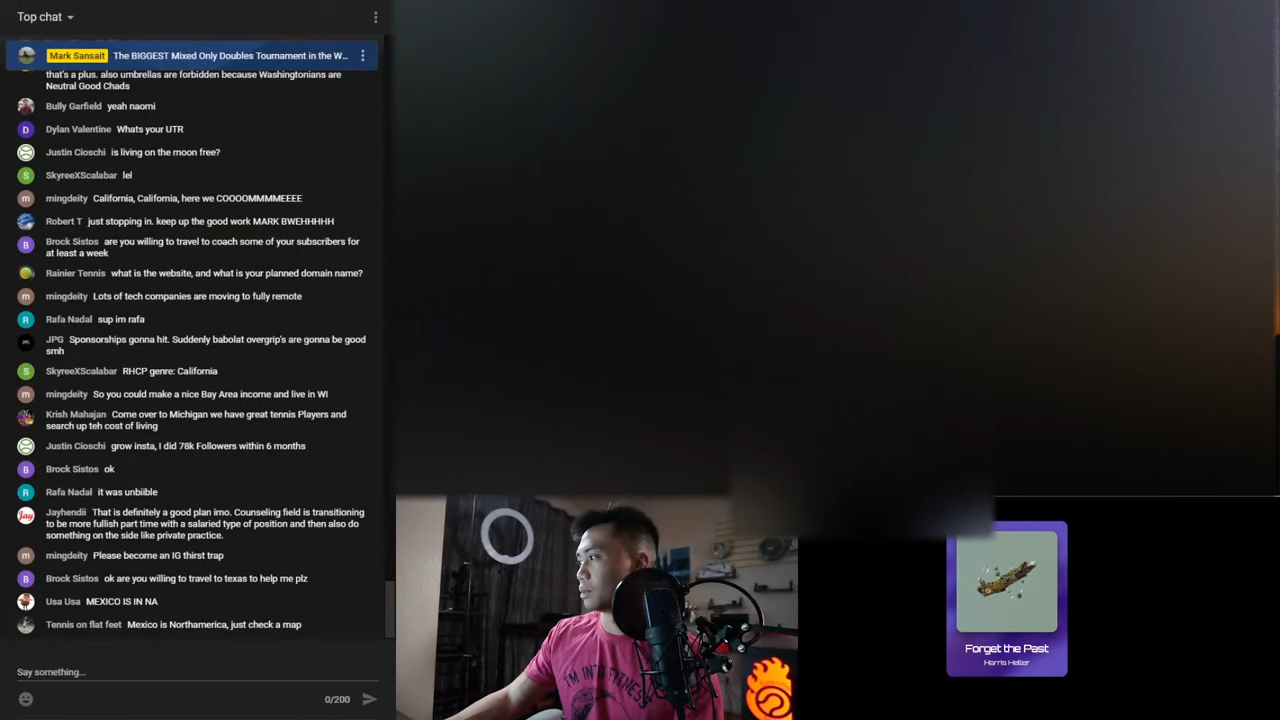 Top chat
Mark Sansait The BIGGEST Mixed Only Doubles Tournament in the W...
that's a plus. also umbrellas are forbidden because Washingtonians are
Neutral Good Chads
Bully Garfield yeah naomi
D Dylan Valentine Whats your UTR
Justin Cioschi is living on the moon free?
S SkyreeXScalabar lel
m mingdeity California, California, here we COOOOMMMMEEEE
Robert T just stopping in. keep up the good work MARK BWEHHHHH
B Brock Sistos are you willing to travel to coach some of your subscribers for
at least a week
Rainier Tennis what is the website, and what is your planned domain name?
m mingdeity Lots of tech companies are moving to fully remote
R Rafa Nadal sup im rafa
JPG JPG Sponsorships gonna hit. Suddenly babolat overgrip's are gonna be good
smh
S SkyreeXScalabar RHCP genre: California
m mingdeity So you could make a nice Bay Area income and live in WI
Krish Mahajan Come over to Michigan we have great tennis Players and
search up teh cost of living
Justin Cioschi grow insta, I did 78k Followers within 6 months
B Brock Sistos ok
R Rafa Nadal it was unbiible
Jay Jayhendii That is definitely a good plan imo. Counseling field is transitioning
to be more fullish part time with a salaried type of position and then also do
something on the side like private practice.
m mingdeity Please become an IG thirst trap
B Brock Sistos ok are you willing to travel to texas to help me plz
Usa Usa MEXICO IS IN NA
Tennis on flat feet Mexico is Northamerica, just check a map
Say something...
0/200
I'M INTO FITNESS
Forget the Past
Harris Heller